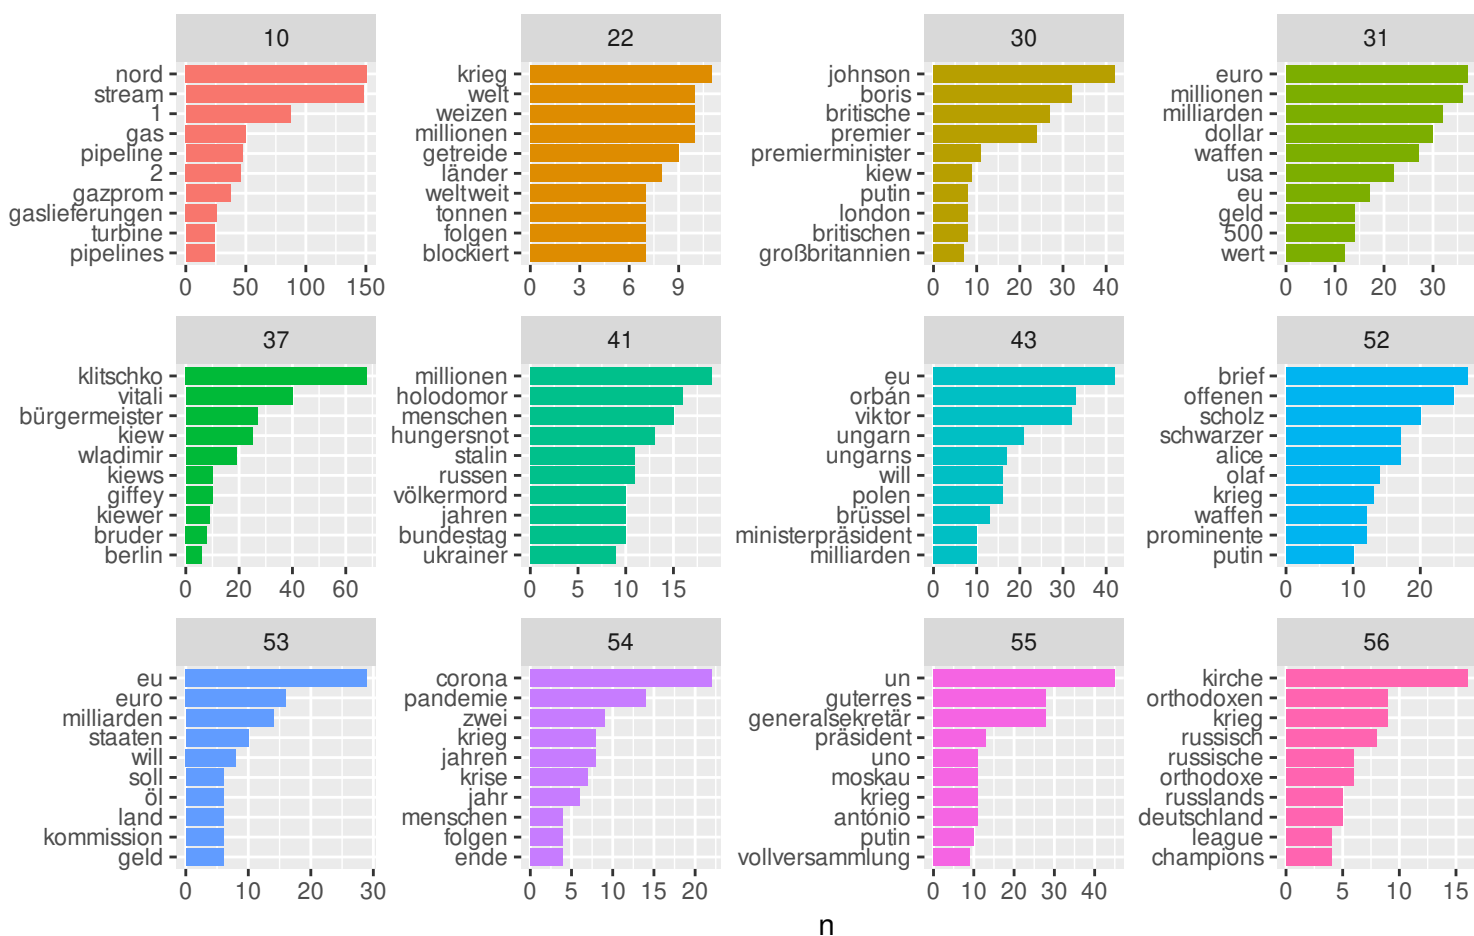 10
nord
stream
1
gas
pipeline
2
gazprom
gaslieferungen
turbine
pipelines
0 50 100 150
22
krieg
welt
weizen
millionen
getreide
länder
weltweit
tonnen
folgen
blockiert
0 3 6 9
30
johnson
boris
britische
premier
premierminister
kiew
putin
london
britischen
großbritannien
0 10 20 30 40
31
euro
millionen
milliarden
dollar
waffen
usa
eu
geld
500
wert
0 10 20 30
37
klitschko
vitali
bürgermeister
kiew
wladimir
kiews
giffey
kiewer
bruder
berlin
0 20 40 60
41
millionen
holodomor
menschen
hungersnot
stalin
russen
völkermord
jahren
bundestag
ukrainer
0 5 10 15
43
eu
orbán
viktor
ungarn
ungarns
will
polen
brüssel
ministerpräsident
milliarden
0 10 20 30 40
52
brief
offenen
scholz
schwarzer
alice
olaf
krieg
waffen
prominente
putin
0 10 20
53
eu
euro
milliarden
staaten
will
soll
öl
land
kommission
geld
0 10 20 30
54
corona
pandemie
zwei
krieg
jahren
krise
jahr
menschen
folgen
ende
0 5 10 15 20
55
un
guterres
generalsekretär
präsident
uno
moskau
krieg
antónio
putin
vollversammlung
0 10 20 30 40
56
kirche
orthodoxen
krieg
russisch
russische
orthodoxe
russlands
deutschland
league
champions
0 5 10 15
n